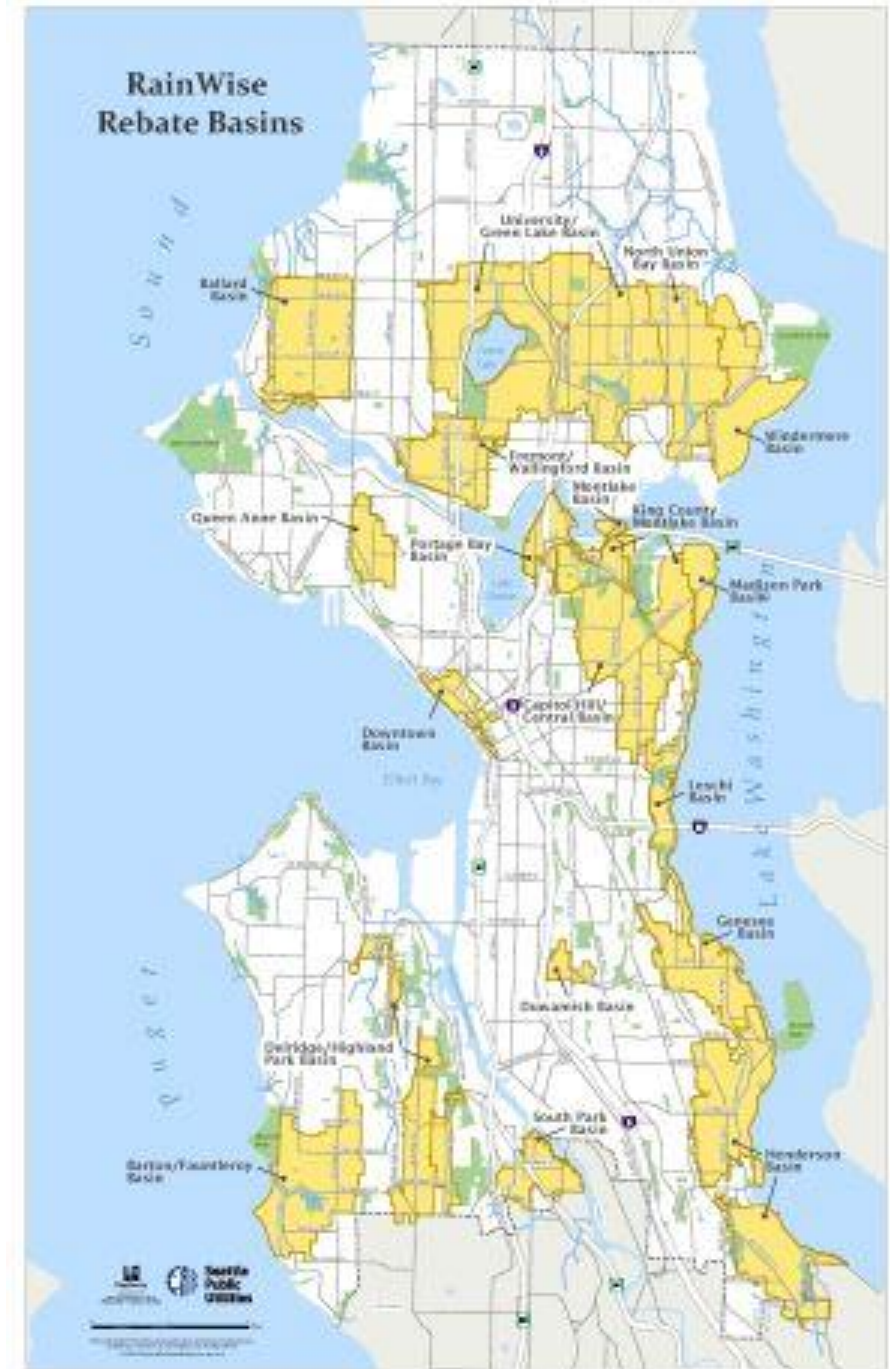 RainWise
Rebate Basins
University/
Green Lake Basin
North Union
Bay Basin
Ballard
Basin
Sound
Windermere
Basin
Fremont/
Wallingford Basin
Montlake
Basin
King County
Montlake Basin
Queen Anne Basin
Portage Bay
Basin
Madison Park
Basin
Capitol Hill/
Central Basin
Downtown
Basin
Elliott Bay
Leschi
Basin
Lake Washington
Genesee
Basin
Duwamish Basin
Puget
Delridge/Highland
Park Basin
South Park
Basin
Barton/Fauntleroy
Basin
Henderson
Basin
Seattle
Public
Utilities